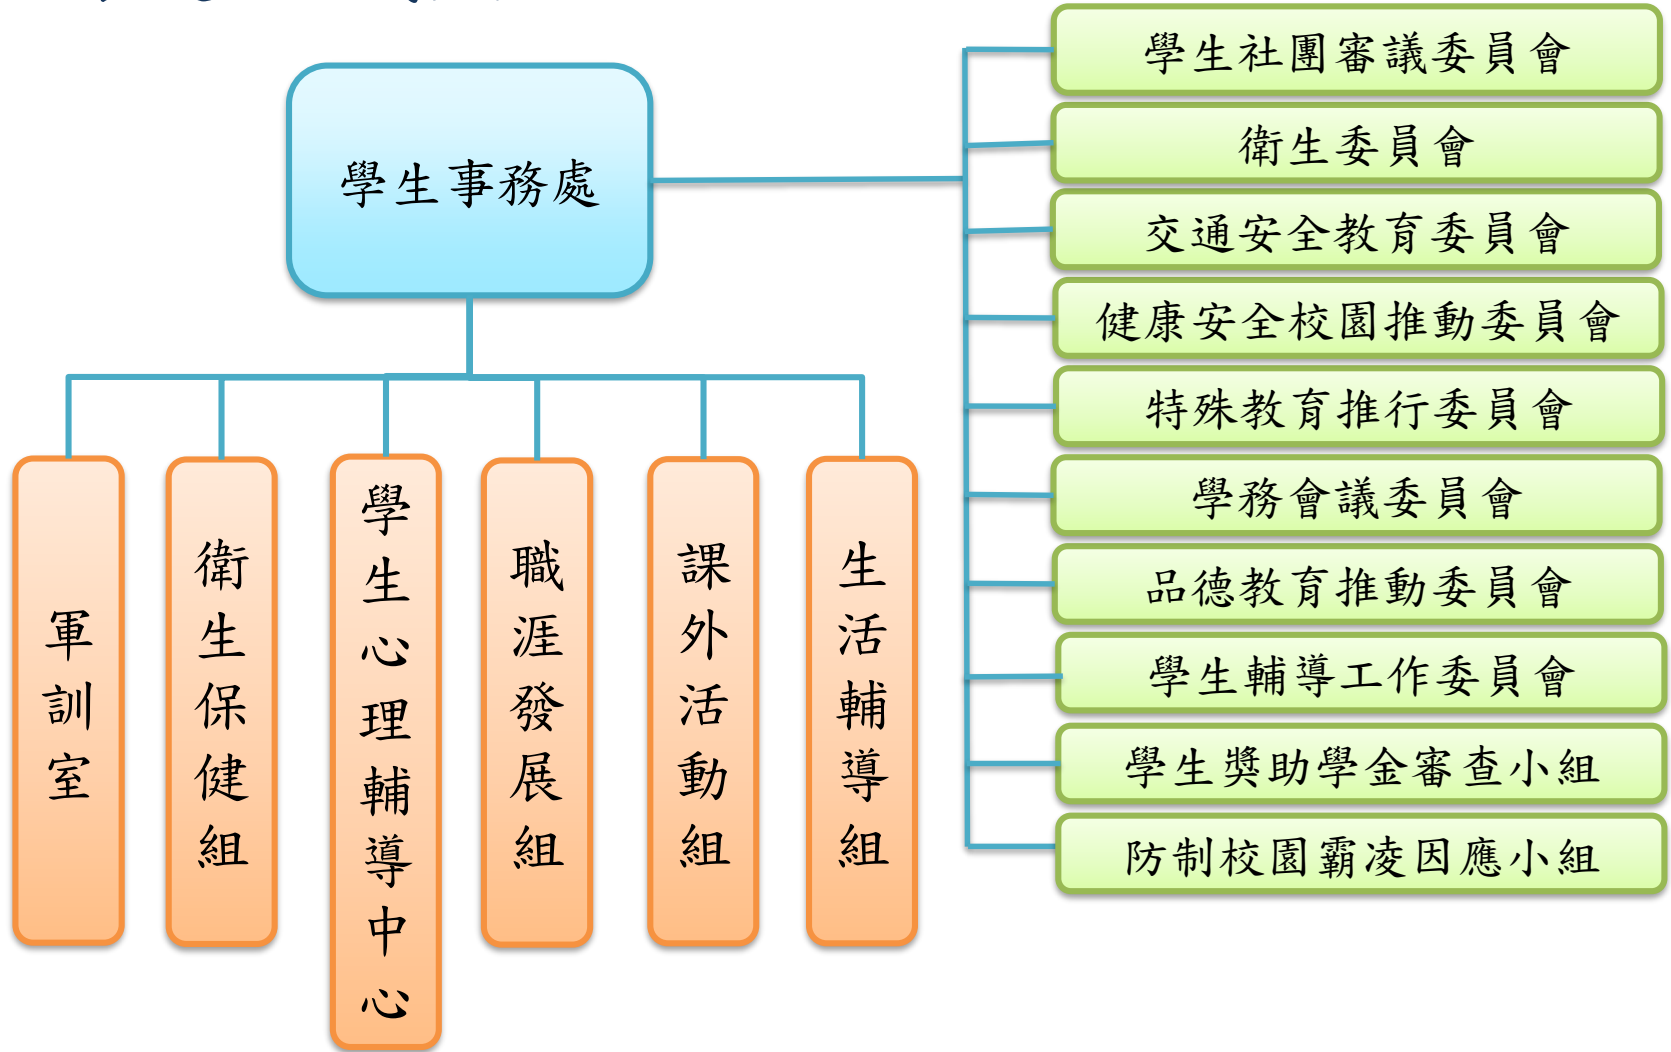 學生事務處
學生社團審議委員會
衛生委員會
交通安全教育委員會
健康安全校園推動委員會
特殊教育推行委員會
學務會議委員會
品德教育推動委員會
學生輔導工作委員會
學生獎助學金審查小組
防制校園霸凌因應小組
軍訓室
衛生保健組
學生心理輔導中心
職涯發展組
課外活動組
生活輔導組